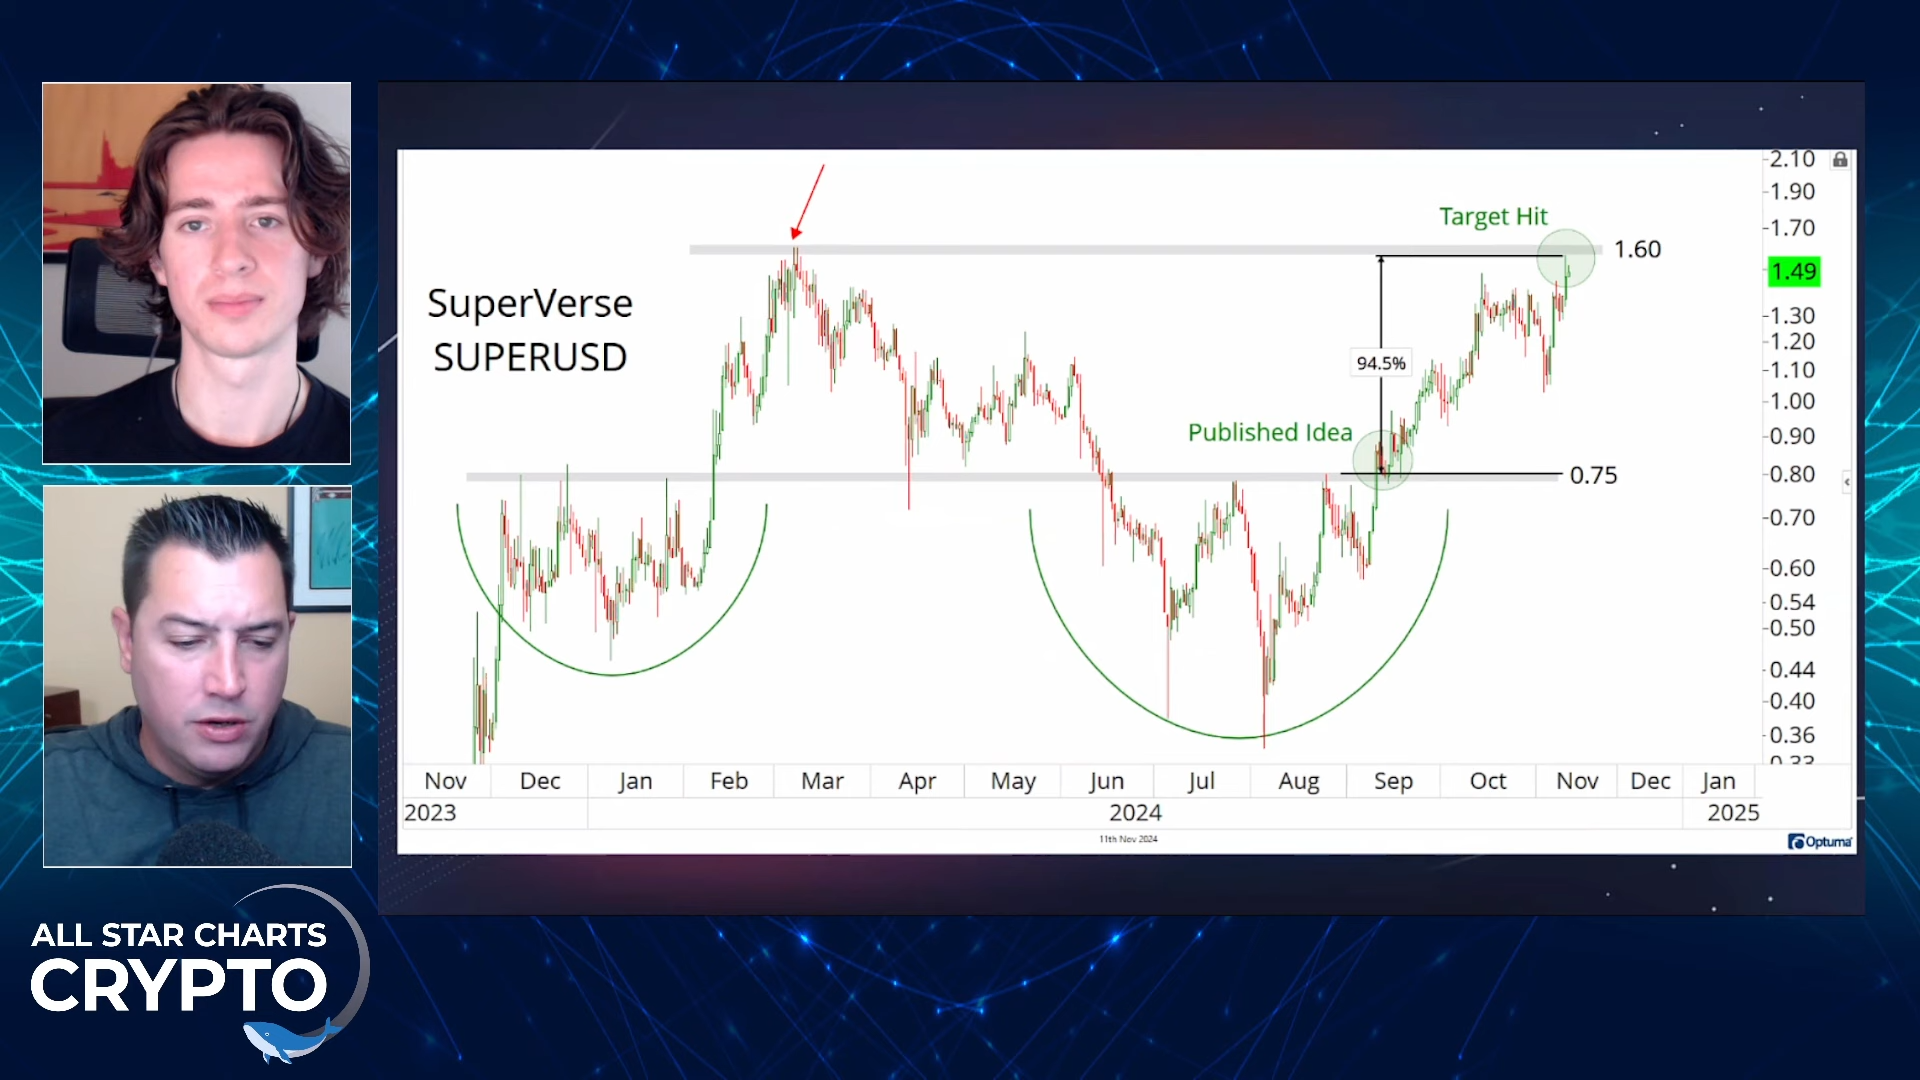 SuperVerse
SUPERUSD
Target Hit
1.60
94.5%
Published Idea
0.75
2.10
1.90
1.70
1.49
1.30
1.20
1.10
1.00
0.90
0.80
0.70
0.60
0.54
0.50
0.44
0.40
0.36
Nov Dec Jan Feb Mar Apr May Jun Jul Aug Sep Oct Nov Dec Jan
2023 2024 2025
11th Nov 2024
Optuma
ALL STAR CHARTS
CRYPTO